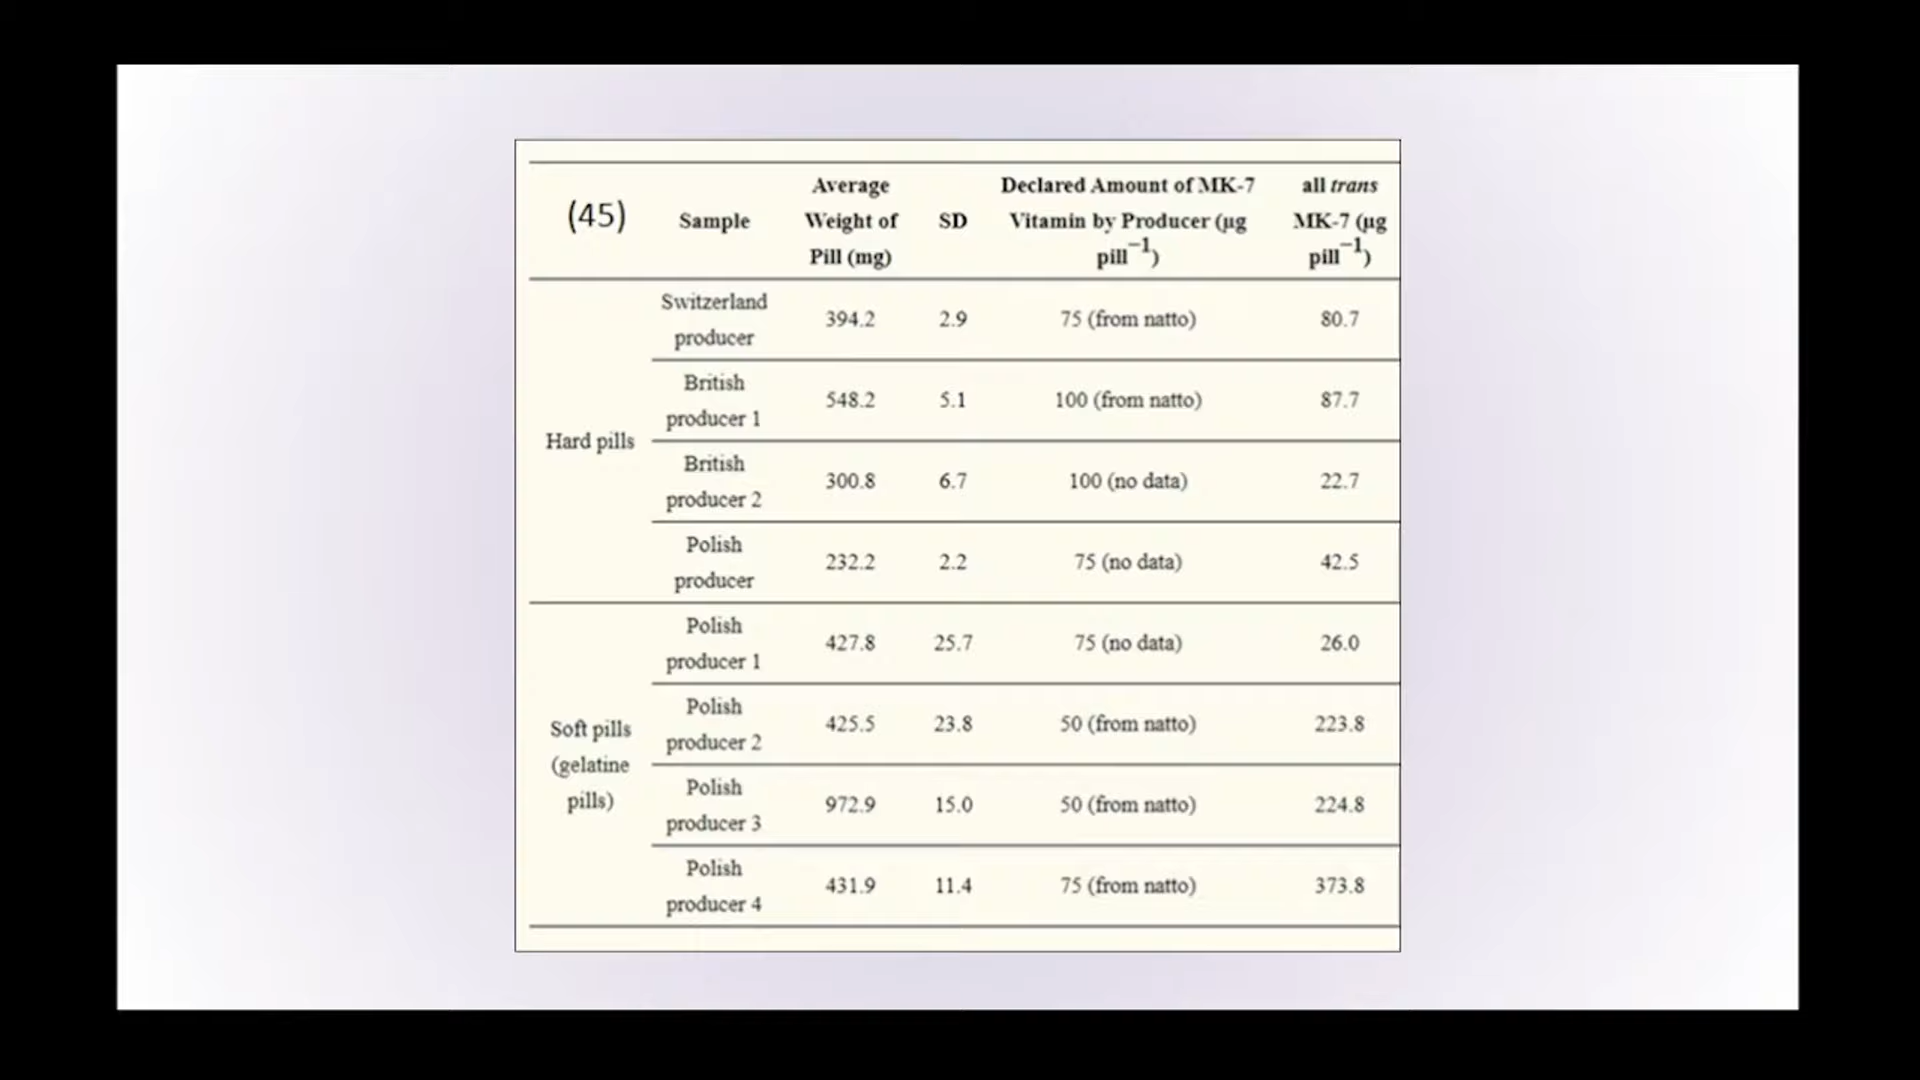 (45)
Sample
Average
Weight of
Pill (mg)
SD
Declared Amount of MK-7
Vitamin by Producer (µg
pill⁻¹)
all trans
MK-7 (µg
pill⁻¹)
Hard pills
Switzerland
producer
394.2
2.9
75 (from natto)
80.7
British
producer 1
548.2
5.1
100 (from natto)
87.7
British
producer 2
300.8
6.7
100 (no data)
22.7
Polish
producer
232.2
2.2
75 (no data)
42.5
Soft pills
(gelatine
pills)
Polish
producer 1
427.8
25.7
75 (no data)
26.0
Polish
producer 2
425.5
23.8
50 (from natto)
223.8
Polish
producer 3
972.9
15.0
50 (from natto)
224.8
Polish
producer 4
431.9
11.4
75 (from natto)
373.8